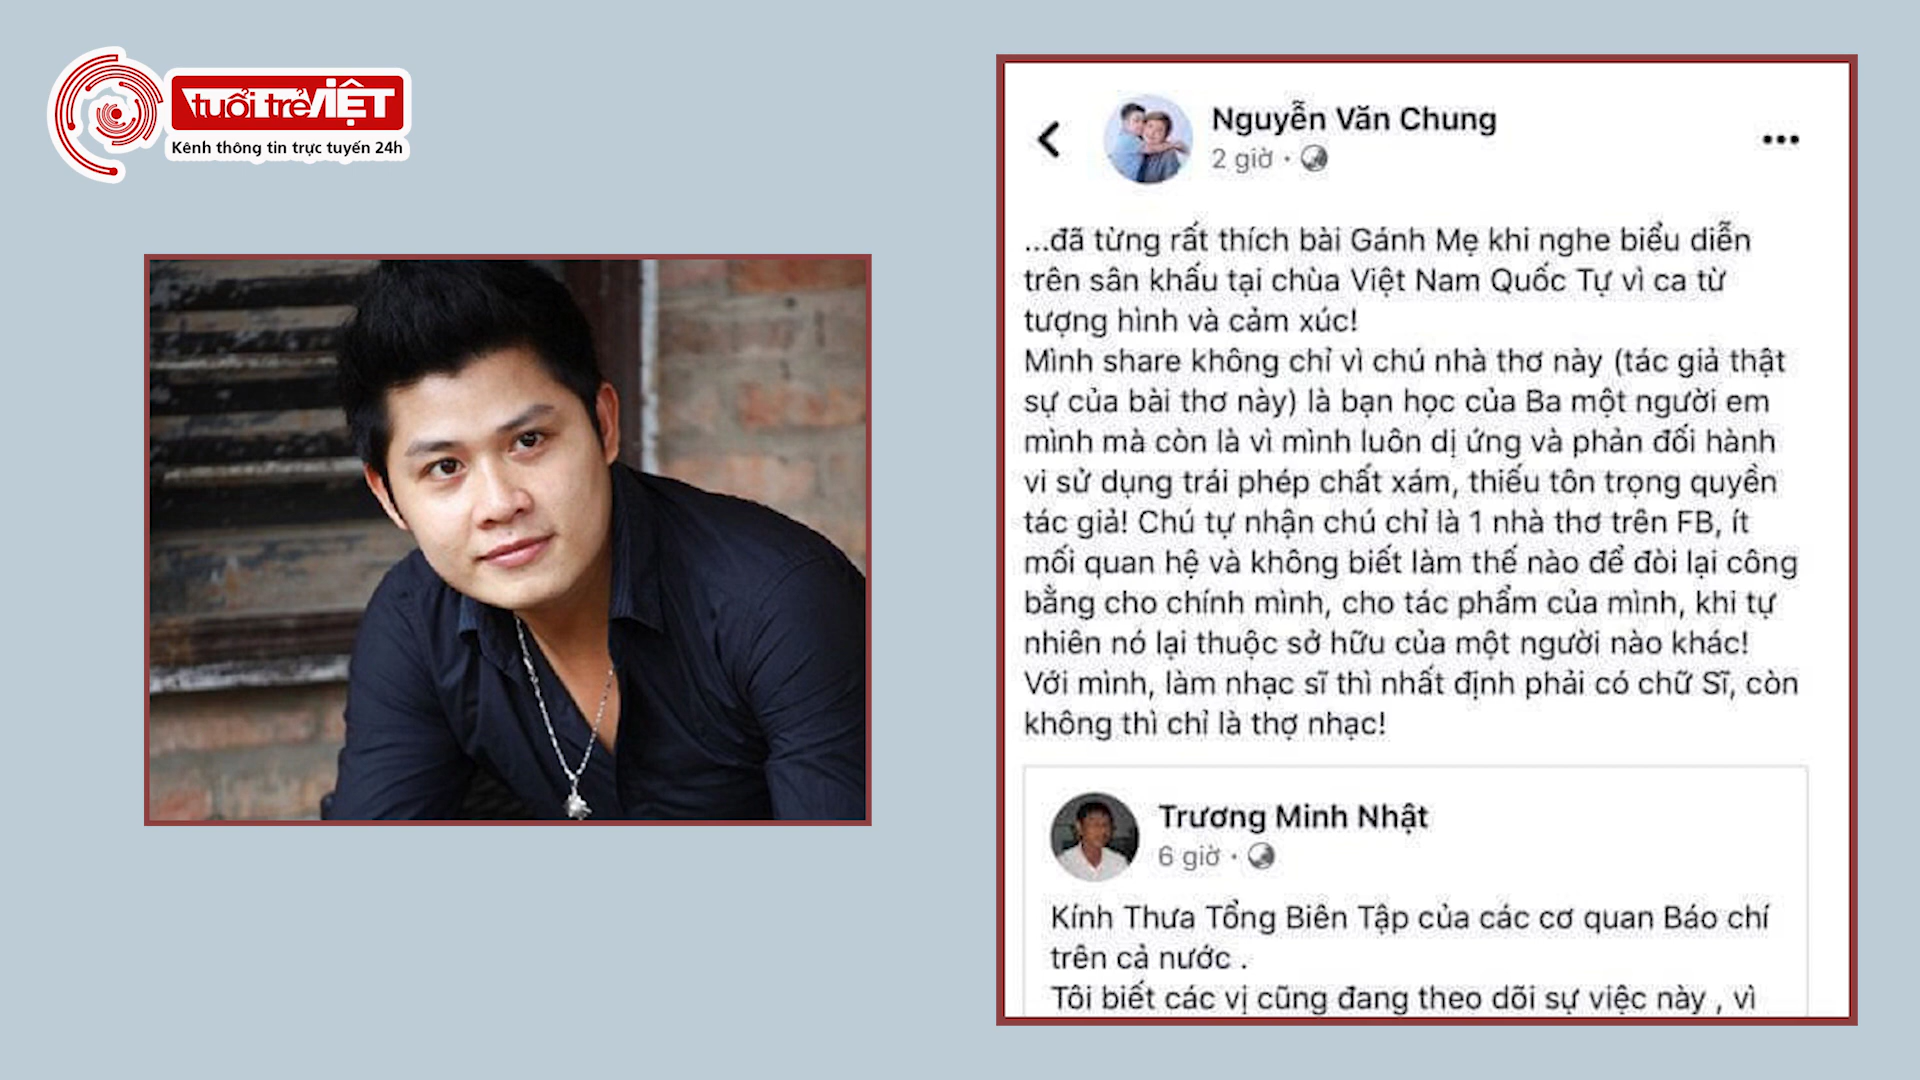 tuổi trẻ VIỆT
Kênh thông tin trực tuyến 24h
Nguyễn Văn Chung
2 giờ ·
...đã từng rất thích bài Gánh Mẹ khi nghe biểu diễn
trên sân khấu tại chùa Việt Nam Quốc Tự vì ca từ
tượng hình và cảm xúc!
Mình share không chỉ vì chú nhà thơ này (tác giả thật
sự của bài thơ này) là bạn học của Ba một người em
mình mà còn là vì mình luôn dị ứng và phản đối hành
vi sử dụng trái phép chất xám, thiếu tôn trọng quyền
tác giả! Chú tự nhận chú chỉ là 1 nhà thơ trên FB, ít
mối quan hệ và không biết làm thế nào để đòi lại công
bằng cho chính mình, cho tác phẩm của mình, khi tự
nhiên nó lại thuộc sở hữu của một người nào khác!
Với mình, làm nhạc sĩ thì nhất định phải có chữ Sĩ, còn
không thì chỉ là thợ nhạc!
Trương Minh Nhật
6 giờ ·
Kính Thưa Tổng Biên Tập của các cơ quan Báo chí
trên cả nước .
Tôi biết các vị cũng đang theo dõi sự việc này , vì